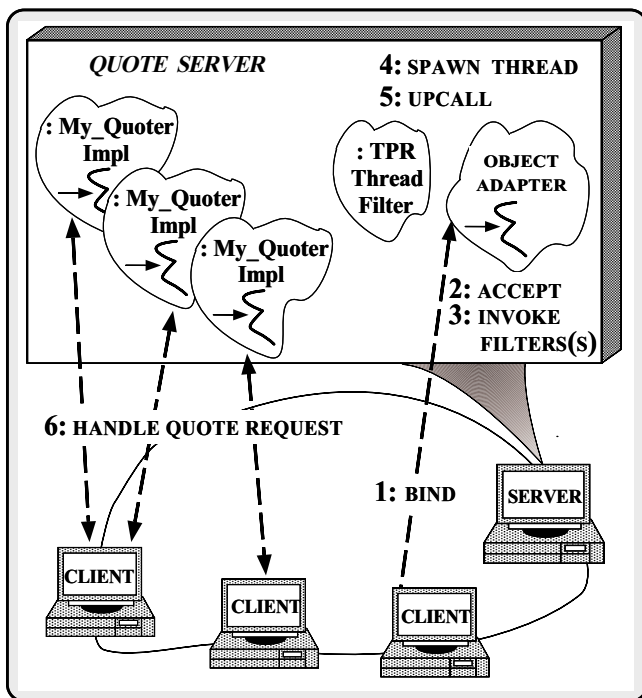 QUOTE SERVER
4: SPAWN THREAD
5: UPCALL
: My_Quoter
Impl
: My_Quoter
Impl
: My_Quoter
Impl
: TPR
Thread
Filter
OBJECT
ADAPTER
2: ACCEPT
3: INVOKE
FILTERS(S)
6: HANDLE QUOTE REQUEST
1: BIND
SERVER
CLIENT
CLIENT
CLIENT